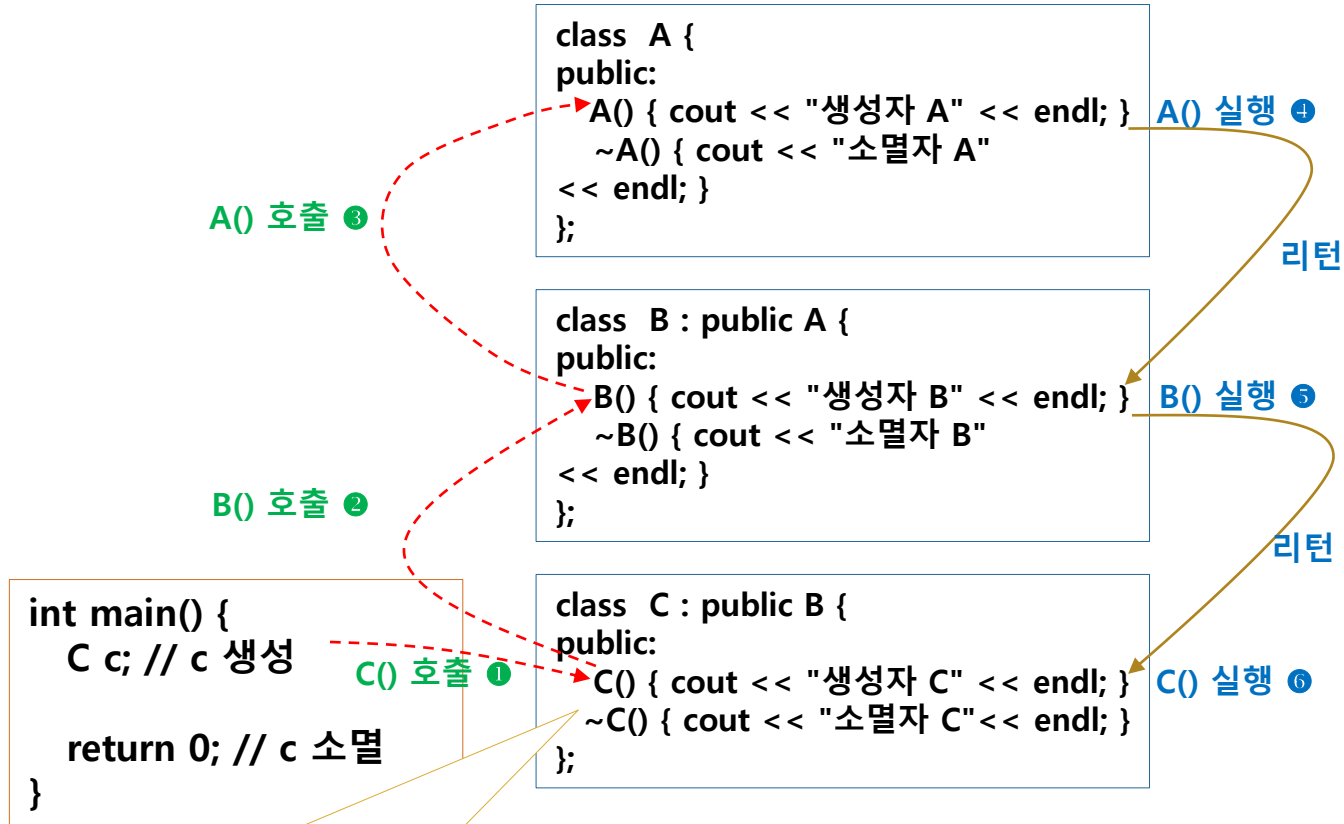 class  A {
public:
A() { cout << "생성자 A" << endl; }
~A() { cout << "소멸자 A"
<< endl; }
};
A() 실행 ❹
A() 호출 ❸
리턴
class  B : public A {
public:
B() { cout << "생성자 B" << endl; }
~B() { cout << "소멸자 B"
<< endl; }
};
B() 실행 ❺
B() 호출 ❷
리턴
int main() {
C c; // c 생성
return 0; // c 소멸
}
C() 호출 ❶
class  C : public B {
public:
C() { cout << "생성자 C" << endl; }
~C() { cout << "소멸자 C"<< endl; }
};
C() 실행 ❻